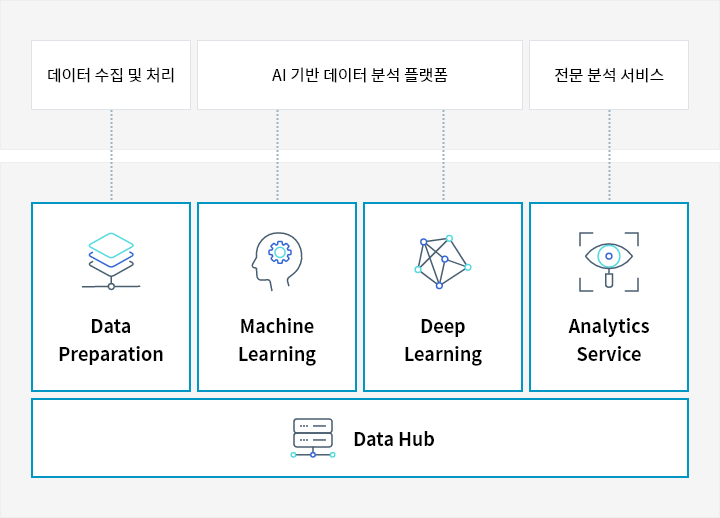 데이터 수집 및 처리
AI 기반 데이터 분석 플랫폼
전문 분석 서비스
Data
Preparation
Machine
Learning
Deep
Learning
Analytics
Service
Data Hub